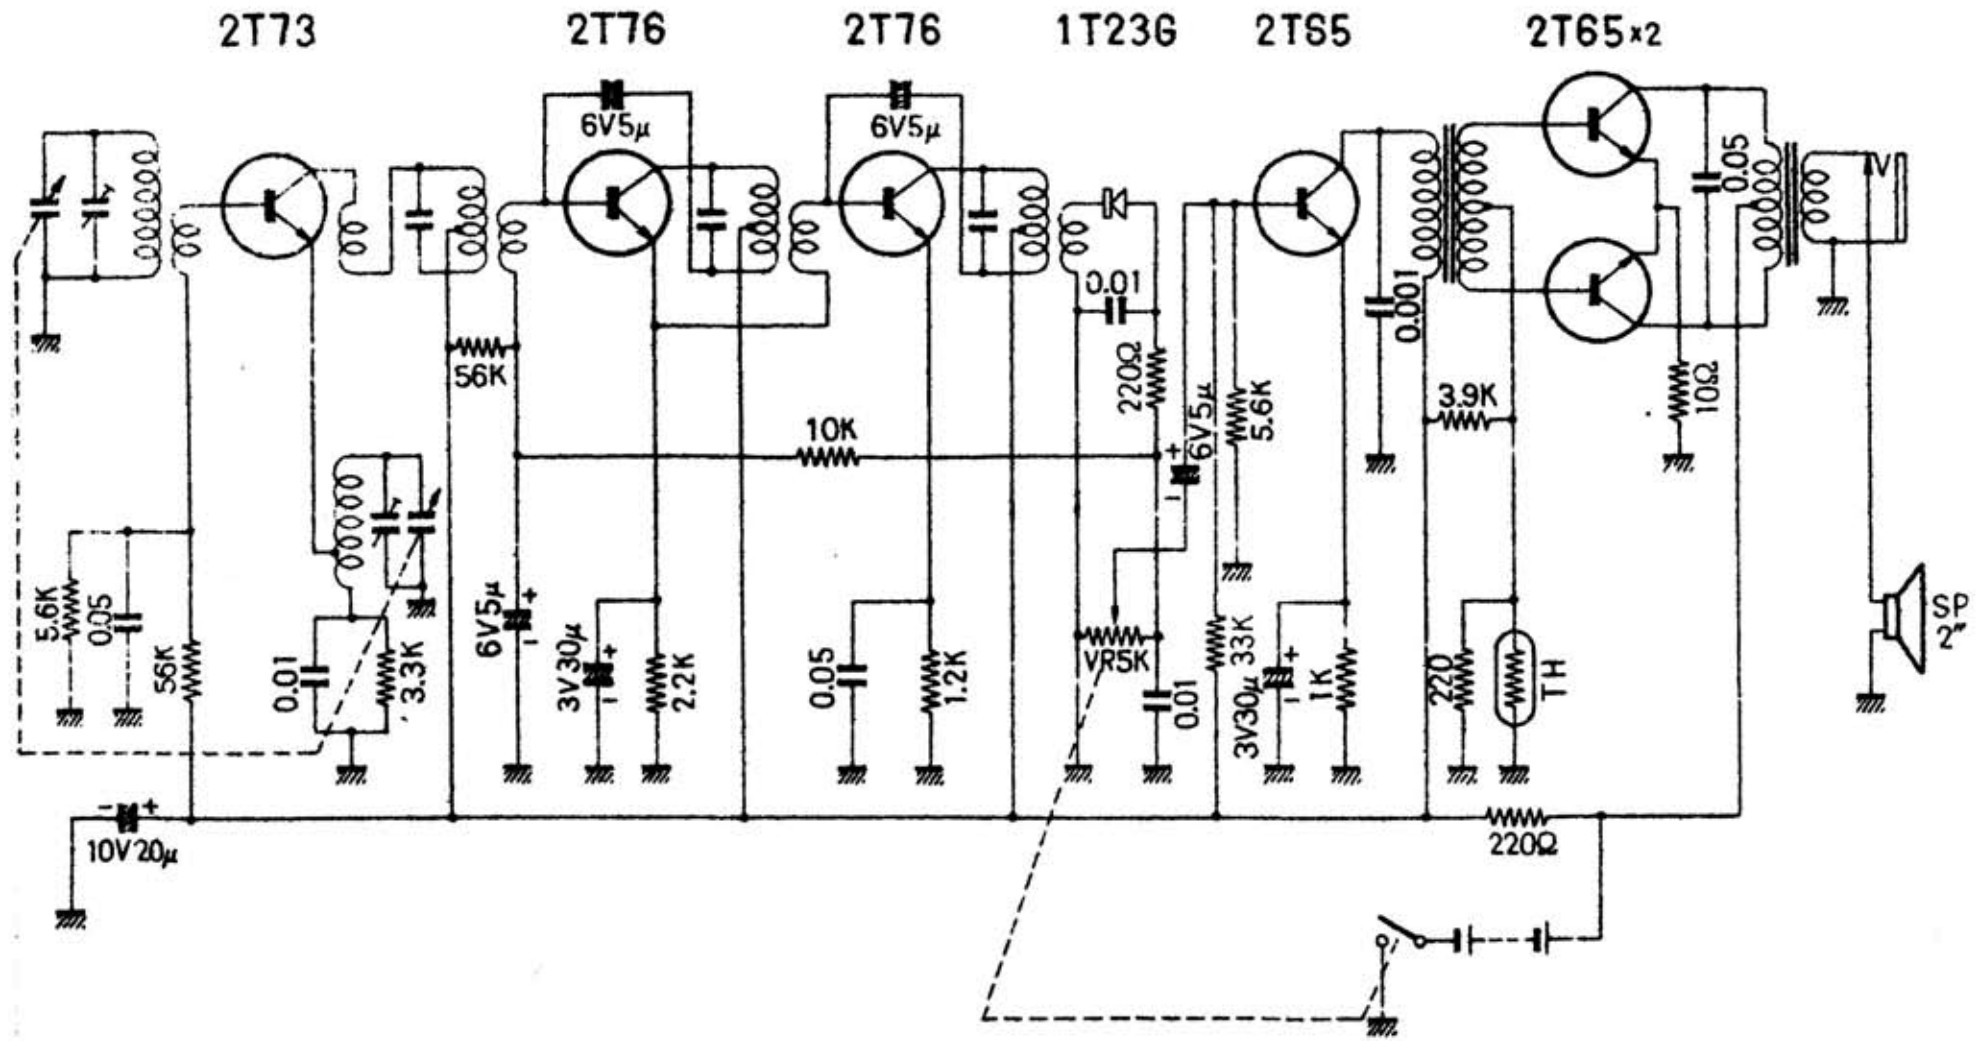 2T73
2T76
2T76
1T23G
2T65
2T65×2
6V5μ
6V5μ
0.05
0.01
0.001
56K
220Ω
6V5μ
+
−
5.6K
3.9K
10Ω
10K
5.6K
0.05
56K
0.01
3.3K
6V5μ
+
−
3V30μ
+
−
2.2K
0.05
1.2K
VR5K
0.01
33K
3V30μ
+
−
1K
220
TH
SP
2"
− +
10V20μ
220Ω